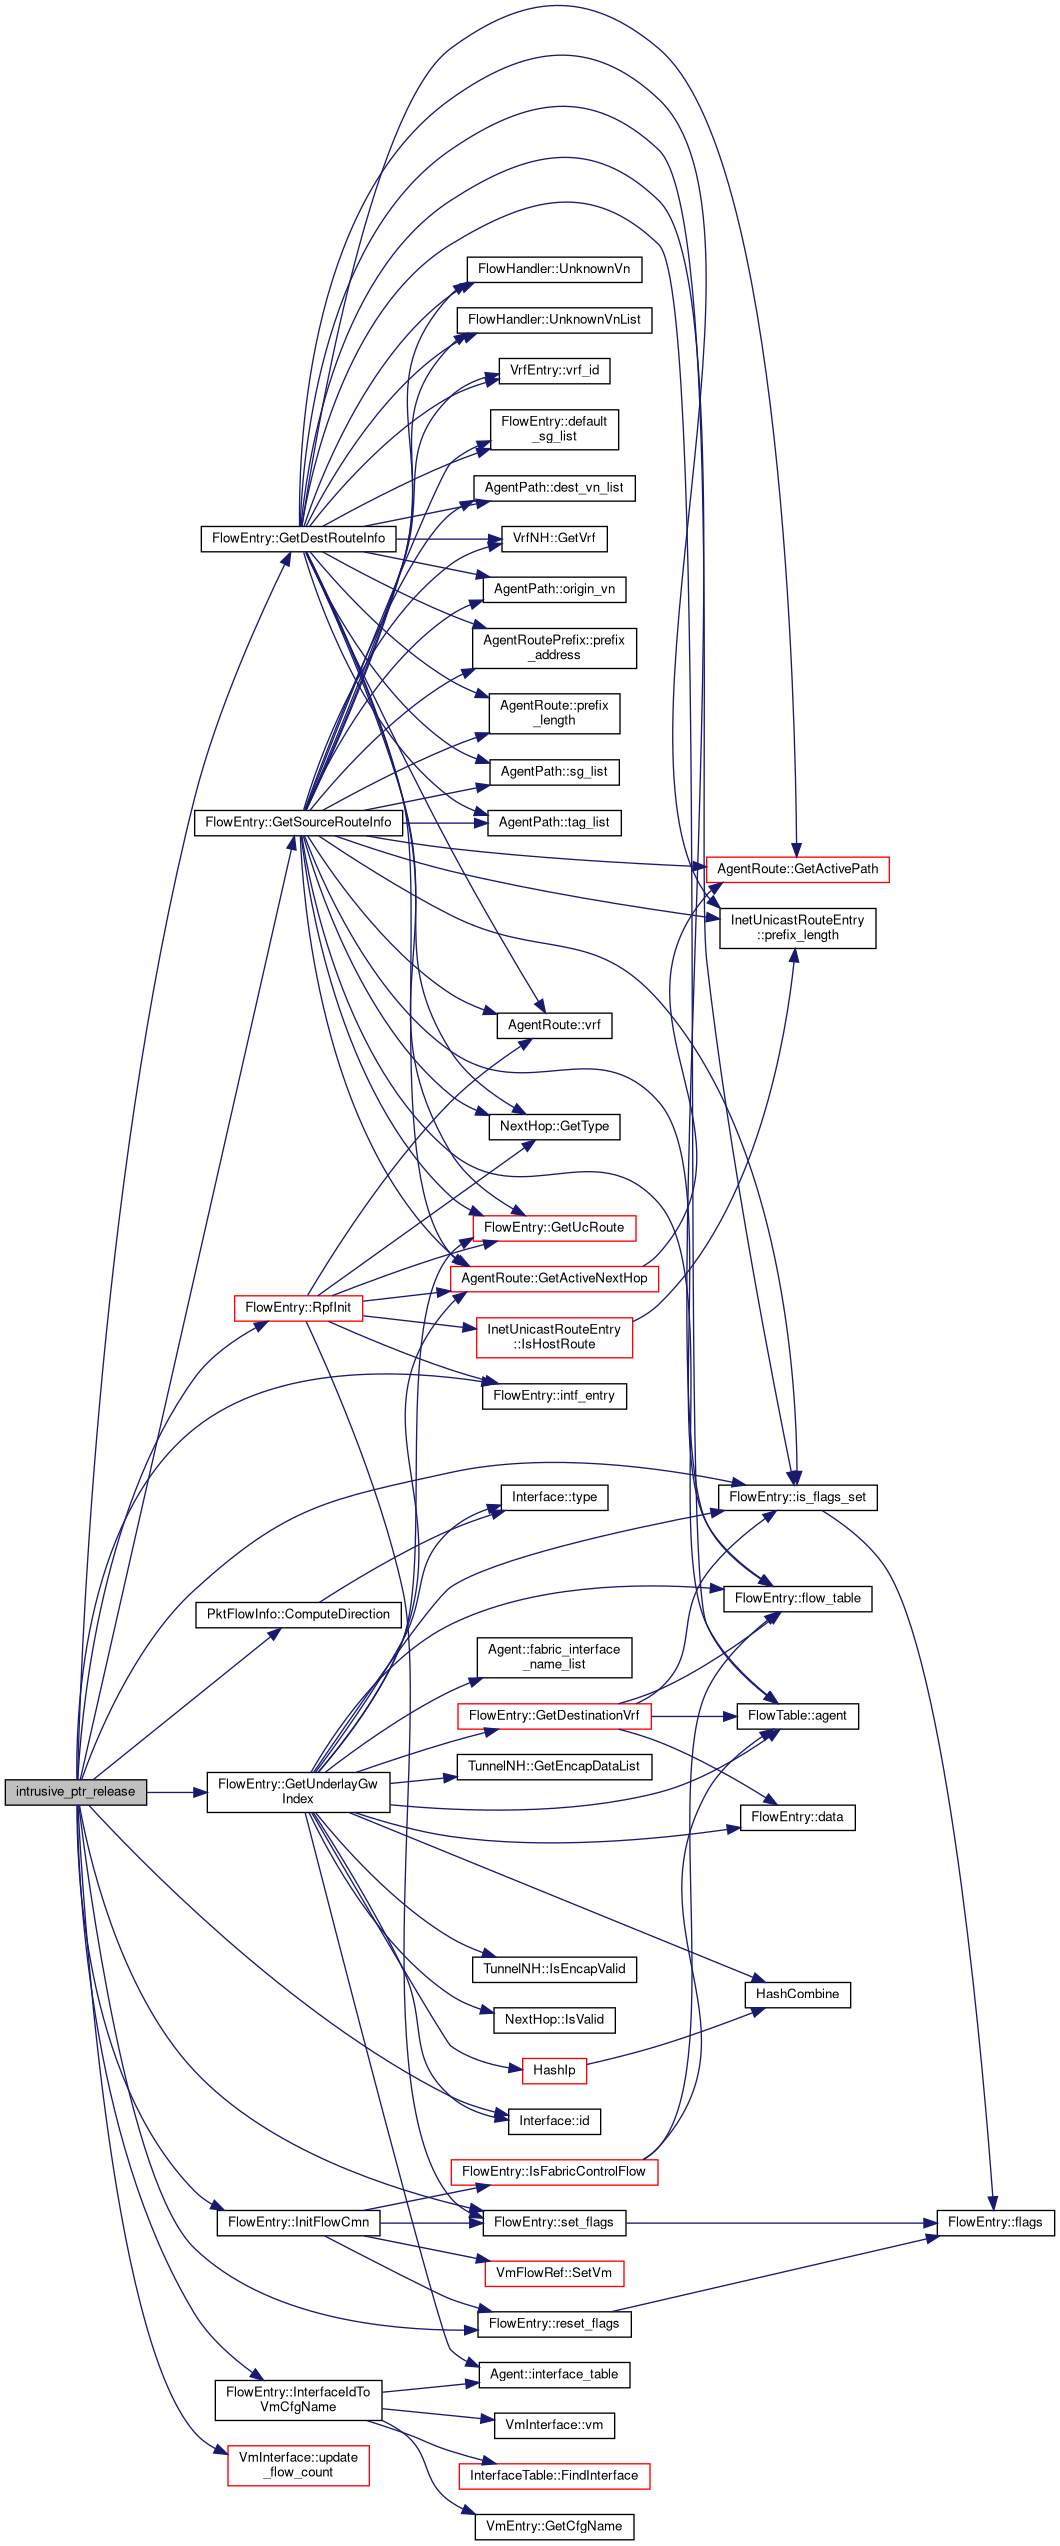 FlowHandler::UnknownVn
FlowHandler::UnknownVnList
VrfEntry::vrf_id
FlowEntry::default
_sg_list
AgentPath::dest_vn_list
FlowEntry::GetDestRouteInfo
VrfNH::GetVrf
AgentPath::origin_vn
AgentRoutePrefix::prefix
_address
AgentRoute::prefix
_length
AgentPath::sg_list
FlowEntry::GetSourceRouteInfo
AgentPath::tag_list
AgentRoute::GetActivePath
InetUnicastRouteEntry
::prefix_length
AgentRoute::vrf
NextHop::GetType
FlowEntry::GetUcRoute
AgentRoute::GetActiveNextHop
FlowEntry::RpfInit
InetUnicastRouteEntry
::IsHostRoute
FlowEntry::intf_entry
Interface::type
FlowEntry::is_flags_set
FlowEntry::flow_table
PktFlowInfo::ComputeDirection
Agent::fabric_interface
_name_list
FlowEntry::GetDestinationVrf
FlowTable::agent
TunnelNH::GetEncapDataList
intrusive_ptr_release
FlowEntry::GetUnderlayGw
Index
FlowEntry::data
TunnelNH::IsEncapValid
HashCombine
NextHop::IsValid
HashIp
Interface::id
FlowEntry::IsFabricControlFlow
FlowEntry::InitFlowCmn
FlowEntry::set_flags
FlowEntry::flags
VmFlowRef::SetVm
FlowEntry::reset_flags
Agent::interface_table
FlowEntry::InterfaceIdTo
VmCfgName
VmInterface::vm
VmInterface::update
_flow_count
InterfaceTable::FindInterface
VmEntry::GetCfgName